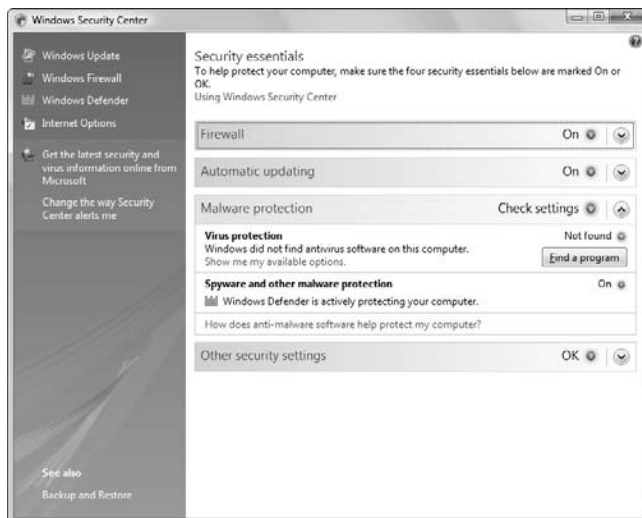 Windows Security Center
Windows Update
Windows Firewall
Windows Defender
Internet Options
Get the latest security and
virus information online from
Microsoft
Change the way Security
Center alerts me
See also
Backup and Restore
Security essentials
To help protect your computer, make sure the four security essentials below are marked On or
OK.
Using Windows Security Center
Firewall On
Automatic updating On
Malware protection Check settings
Virus protection Not found
Windows did not find antivirus software on this computer.
Show me my available options. Find a program
Spyware and other malware protection On
Windows Defender is actively protecting your computer.
How does anti-malware software help protect my computer?
Other security settings OK